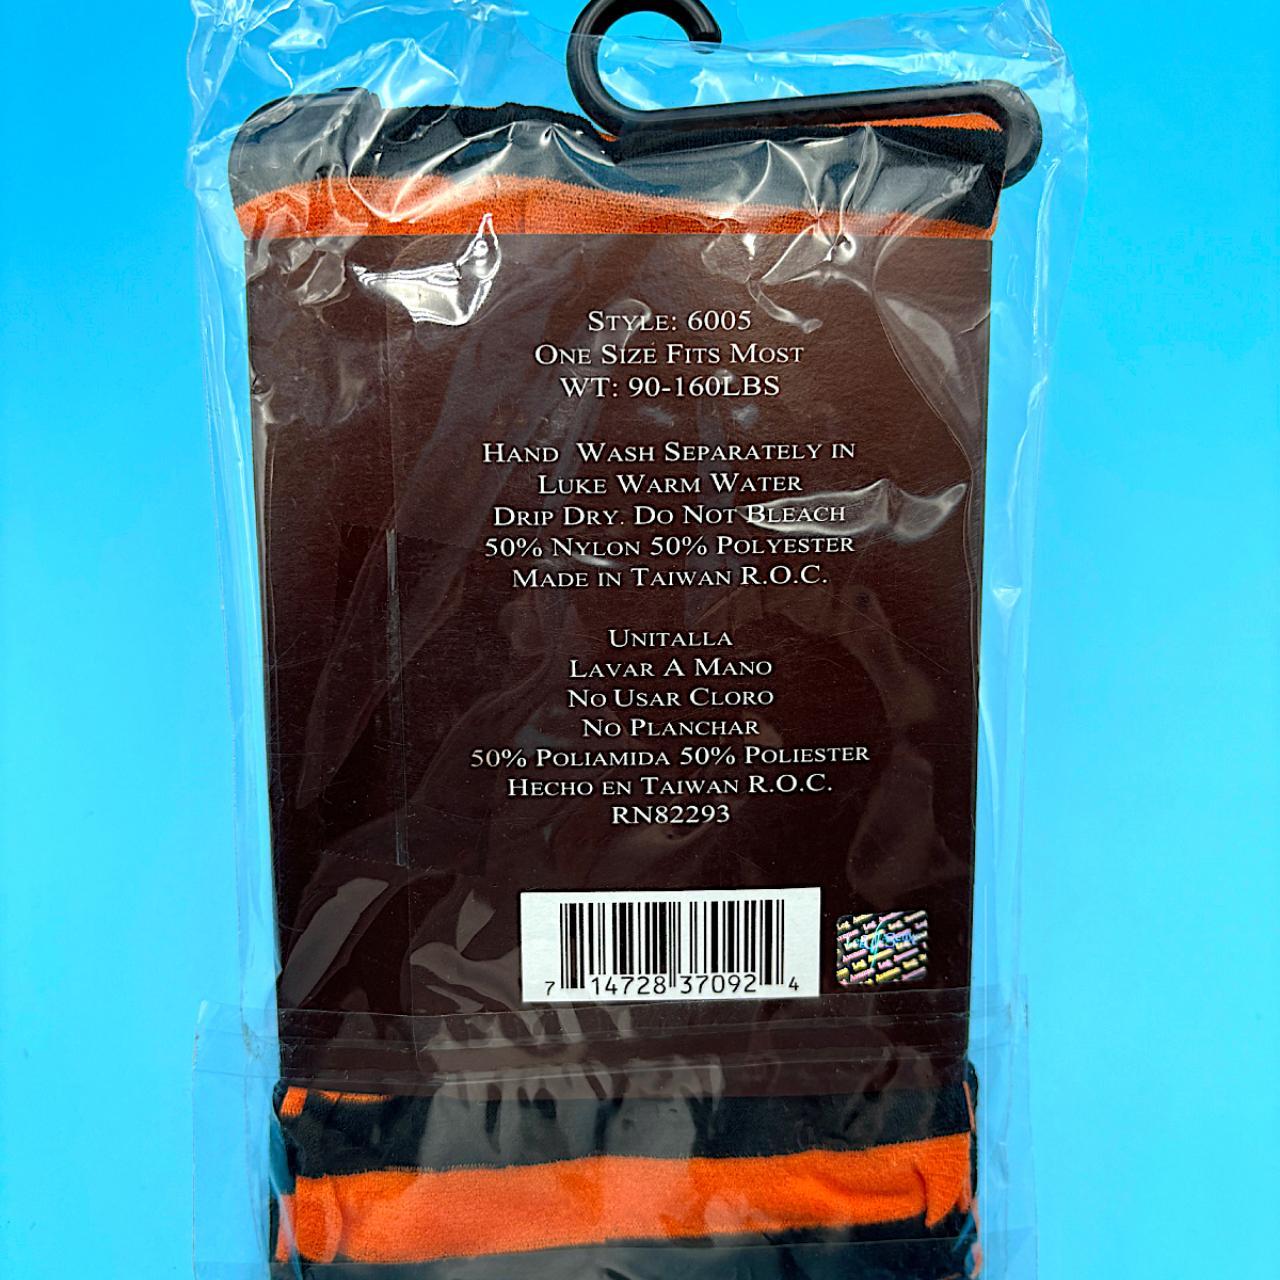 STYLE: 6005
ONE SIZE FITS MOST
WT: 90-160LBS
HAND WASH SEPARATELY IN
LUKE WARM WATER
DRIP DRY. DO NOT BLEACH
50% NYLON 50% POLYESTER
MADE IN TAIWAN R.O.C.
UNITALLA
LAVAR A MANO
NO USAR CLORO
NO PLANCHAR
50% POLIAMIDA 50% POLIESTER
HECHO EN TAIWAN R.O.C.
RN82293
7 14728 37092 4